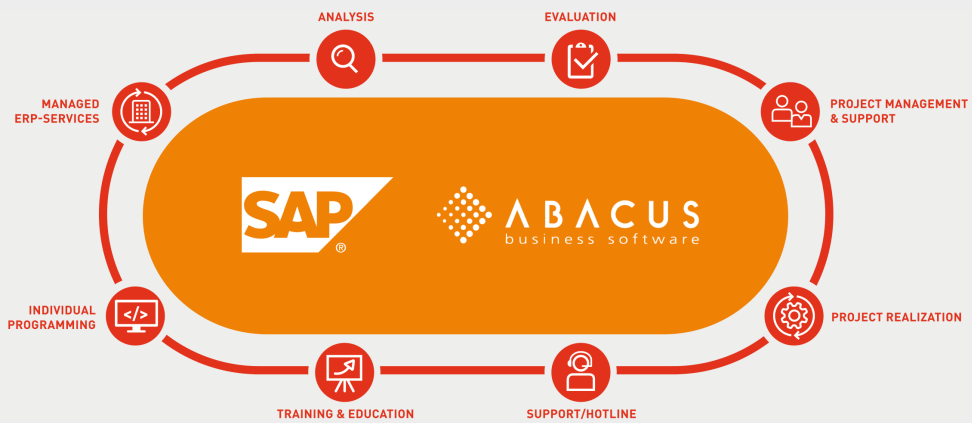 ANALYSIS
EVALUATION
MANAGED
ERP-SERVICES
PROJECT MANAGEMENT
& SUPPORT
SAP
®
ABACUS
business software
INDIVIDUAL
PROGRAMMING
</>
PROJECT REALIZATION
TRAINING & EDUCATION
SUPPORT/HOTLINE